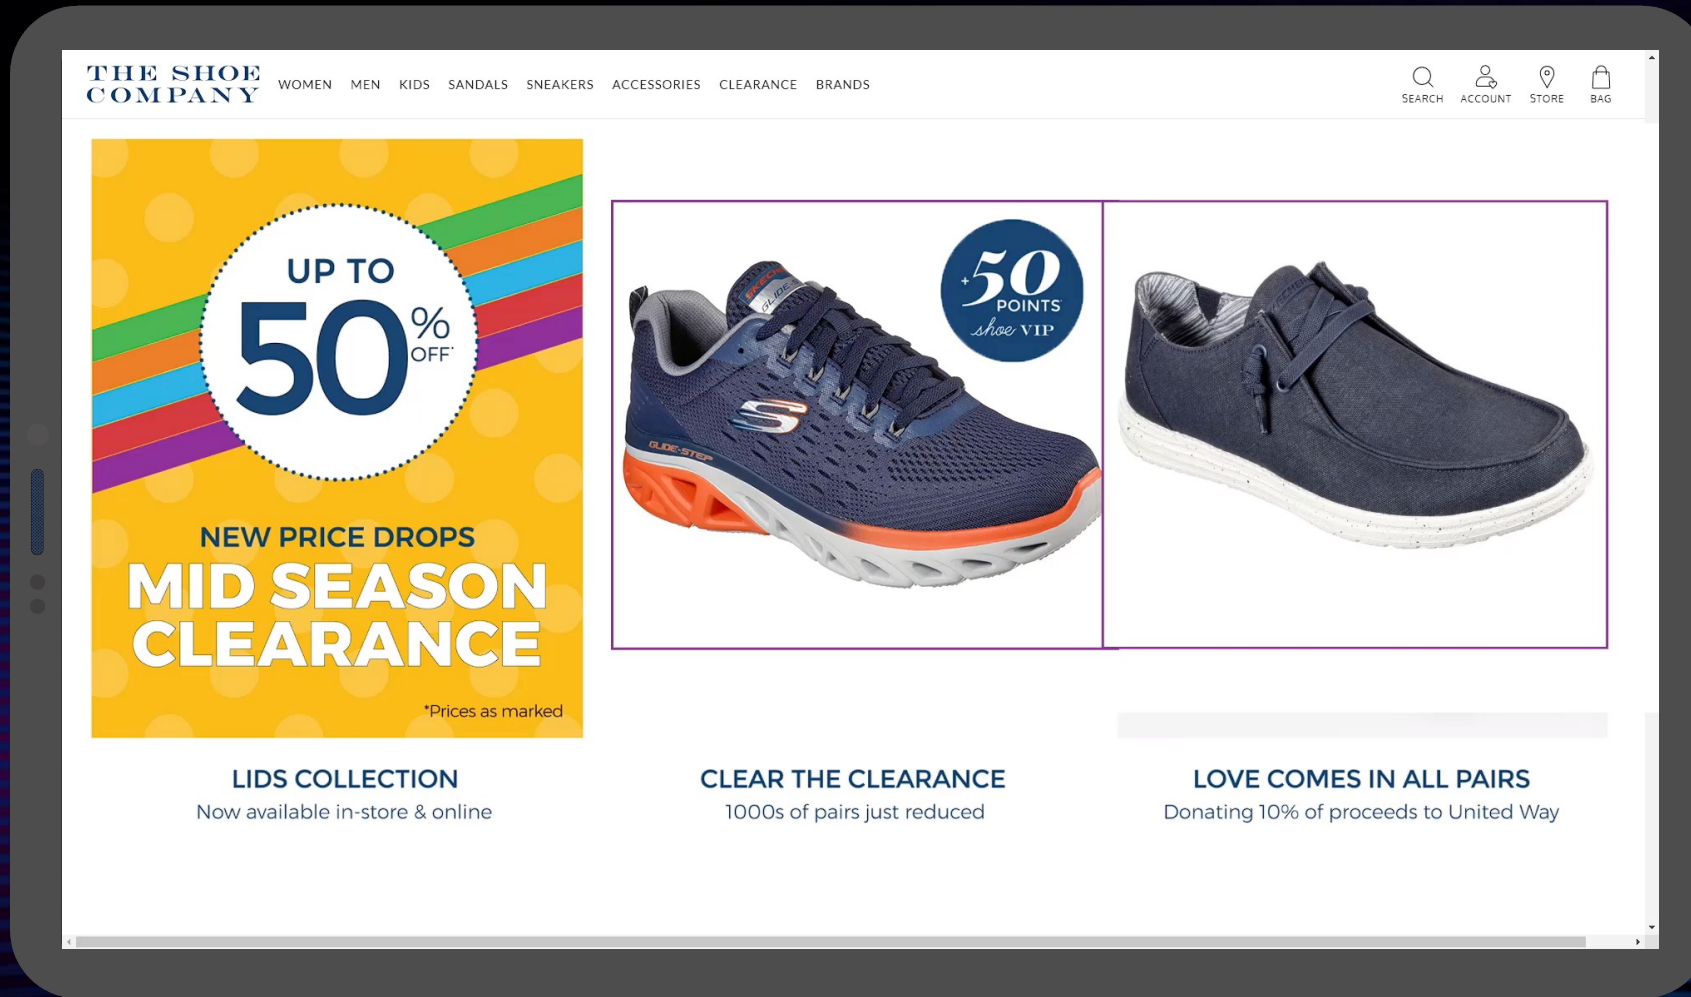 THE SHOE
COMPANY
WOMEN MEN KIDS SANDALS SNEAKERS ACCESSORIES CLEARANCE BRANDS
SEARCH ACCOUNT STORE BAG
UP TO
50%
OFF*
NEW PRICE DROPS
MID SEASON
CLEARANCE
*Prices as marked
+50
POINTS
shoe VIP
SKECHERS
GLIDE-
S
GLIDE-STEP
LIDS COLLECTION
Now available in-store & online
CLEAR THE CLEARANCE
1000s of pairs just reduced
LOVE COMES IN ALL PAIRS
Donating 10% of proceeds to United Way